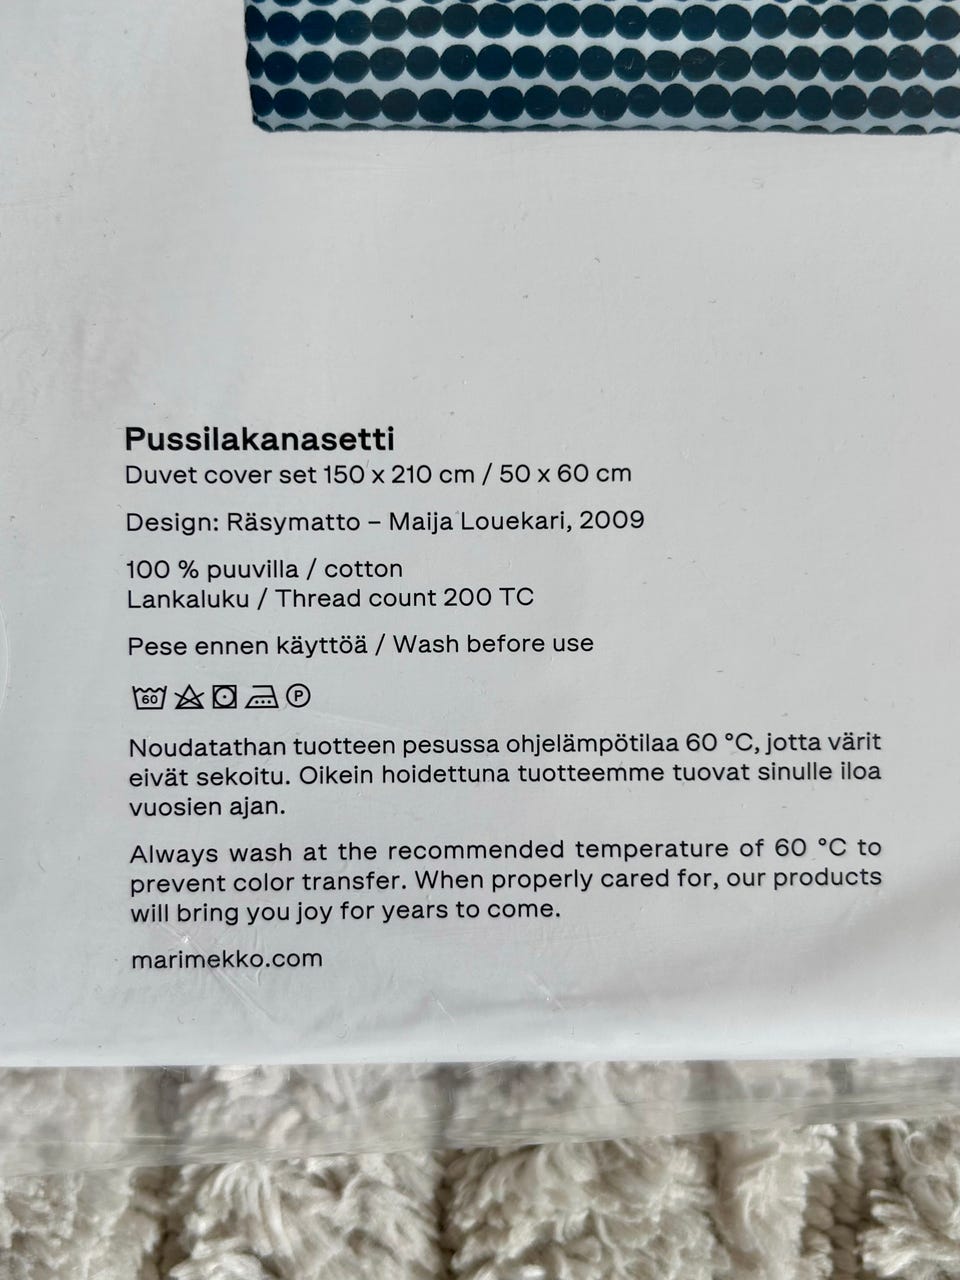 Pussilakanasetti
Duvet cover set 150 x 210 cm / 50 x 60 cm
Design: Räsymatto – Maija Louekari, 2009
100 % puuvilla / cotton
Lankaluku / Thread count 200 TC
Pese ennen käyttöä / Wash before use
60 P
Noudatathan tuotteen pesussa ohjelämpötilaa 60 °C, jotta värit
eivät sekoitu. Oikein hoidettuna tuotteemme tuovat sinulle iloa
vuosien ajan.
Always wash at the recommended temperature of 60 °C to
prevent color transfer. When properly cared for, our products
will bring you joy for years to come.
marimekko.com